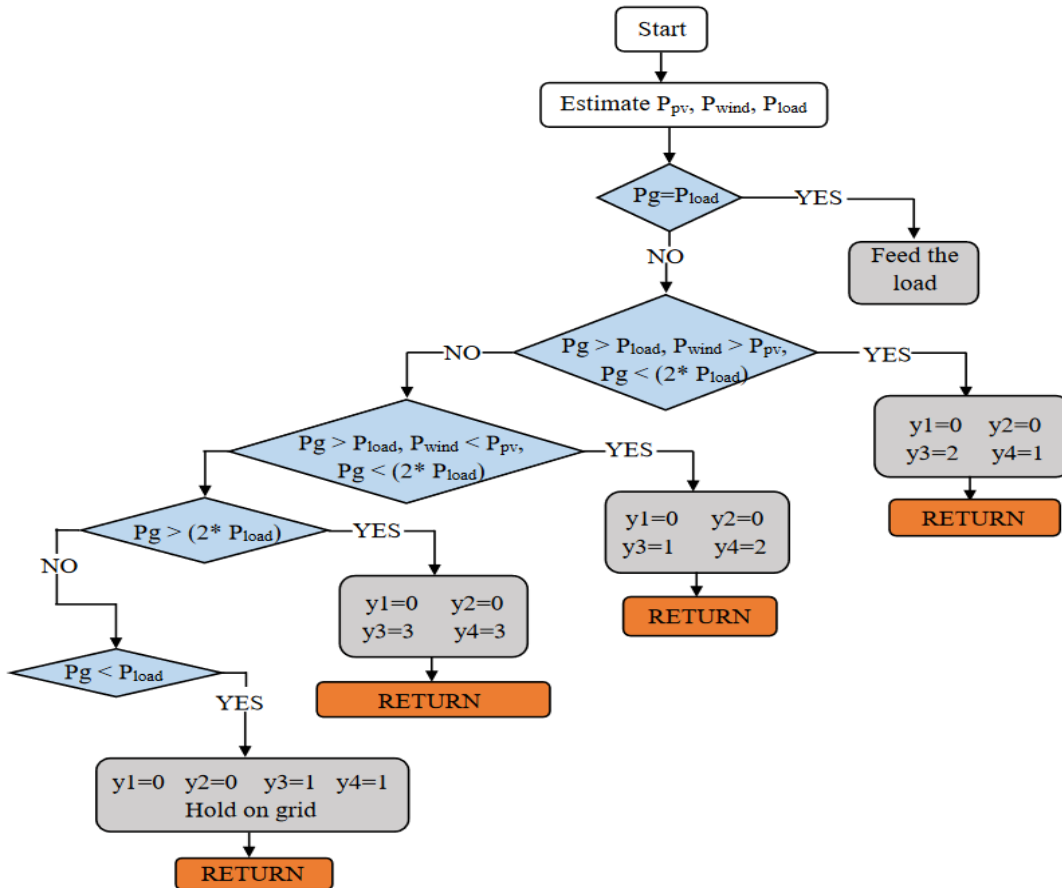 Start
Estimate Ppv, Pwind, Pload
Pg=Pload
YES
Feed the
load
NO
Pg > Pload, Pwind > Ppv,
Pg < (2* Pload)
YES
y1=0 y2=0
y3=2 y4=1
RETURN
NO
Pg > Pload, Pwind < Ppv,
Pg < (2* Pload)
YES
y1=0 y2=0
y3=1 y4=2
RETURN
Pg > (2* Pload)
YES
y1=0 y2=0
y3=3 y4=3
RETURN
NO
Pg < Pload
YES
y1=0 y2=0 y3=1 y4=1
Hold on grid
RETURN